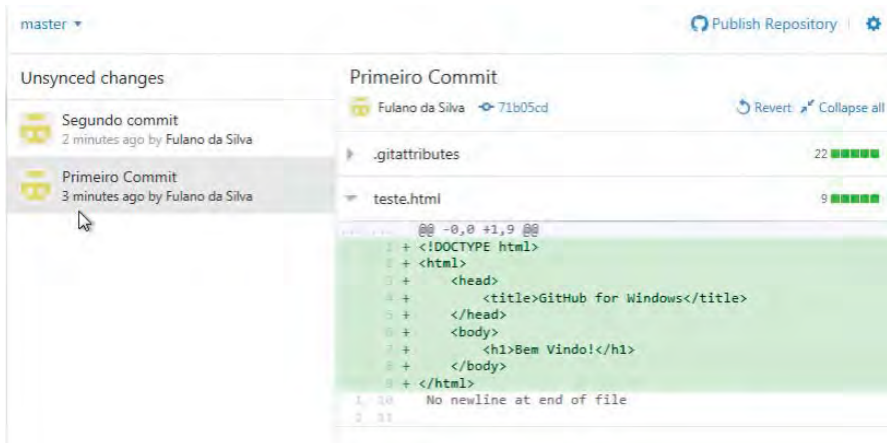 master
Publish Repository
Unsynced changes
Segundo commit
2 minutes ago by Fulano da Silva
Primeiro Commit
3 minutes ago by Fulano da Silva
Primeiro Commit
Fulano da Silva 71b05cd
Revert Collapse all
.gitattributes 22
teste.html 9
@@ -0,0 +1,9 @@
1 + <!DOCTYPE html>
2 + <html>
3 + <head>
4 + <title>GitHub for Windows</title>
5 + </head>
6 + <body>
7 + <h1>Bem Vindo!</h1>
8 + </body>
9 + </html>
1 10 No newline at end of file
2 11